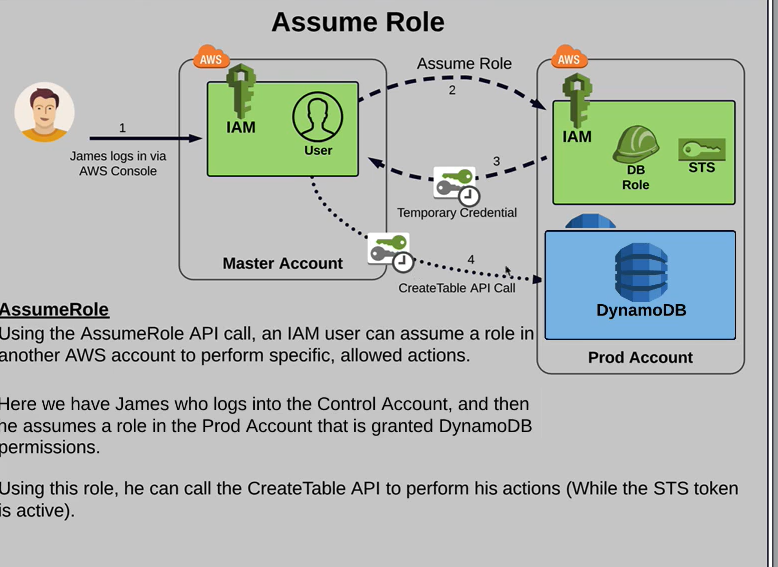 Assume Role
AWS
AWS
Assume Role
2
1
IAM
User
IAM
DB
Role
STS
3
James logs in via
AWS Console
Temporary Credential
Master Account
4
CreateTable API Call
DynamoDB
Prod Account
AssumeRole
Using the AssumeRole API call, an IAM user can assume a role in
another AWS account to perform specific, allowed actions.
Here we have James who logs into the Control Account, and then
he assumes a role in the Prod Account that is granted DynamoDB
permissions.
Using this role, he can call the CreateTable API to perform his actions (While the STS token
is active).